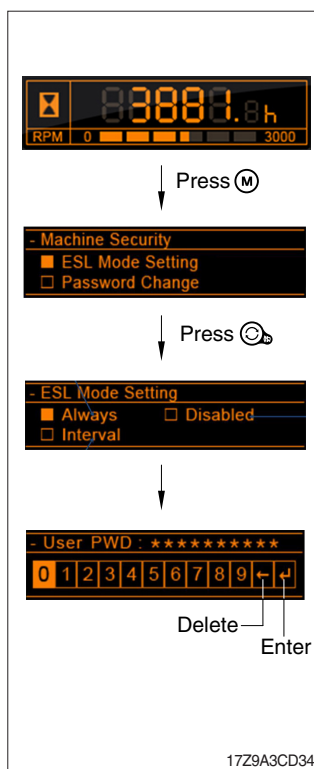 3881. h
RPM 0 3000
Press M
- Machine Security
ESL Mode Setting
Password Change
Press
- ESL Mode Setting
Always Disabled
Interval
- User PWD : **********
0 1 2 3 4 5 6 7 8 9 ← ↵
Delete
Enter
17Z9A3CD34